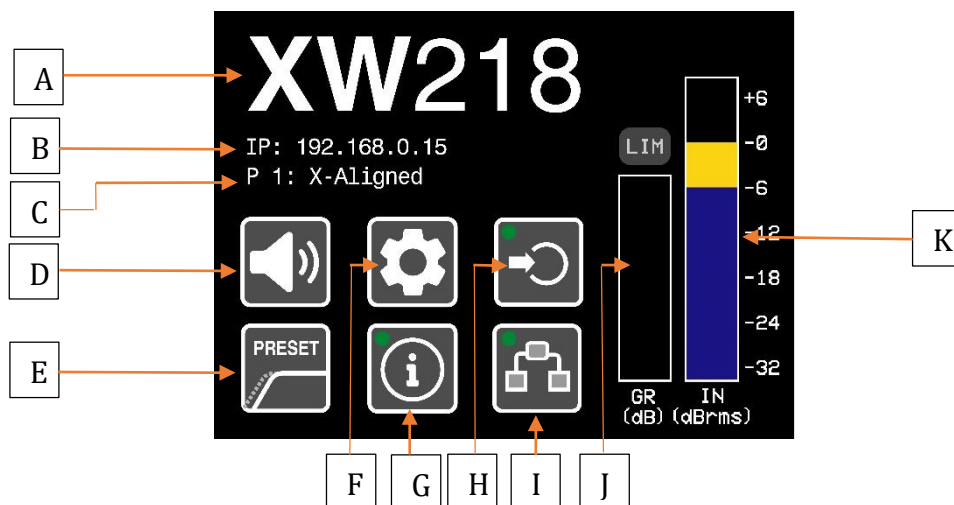 A
XW218
B
IP: 192.168.0.15
C
P 1: X-Aligned
LIM
+6
-0
-6
-12
-18
-24
-32
K
D
E
PRESET
i
GR
(dB)
IN
(dBrms)
F
G
H
I
J